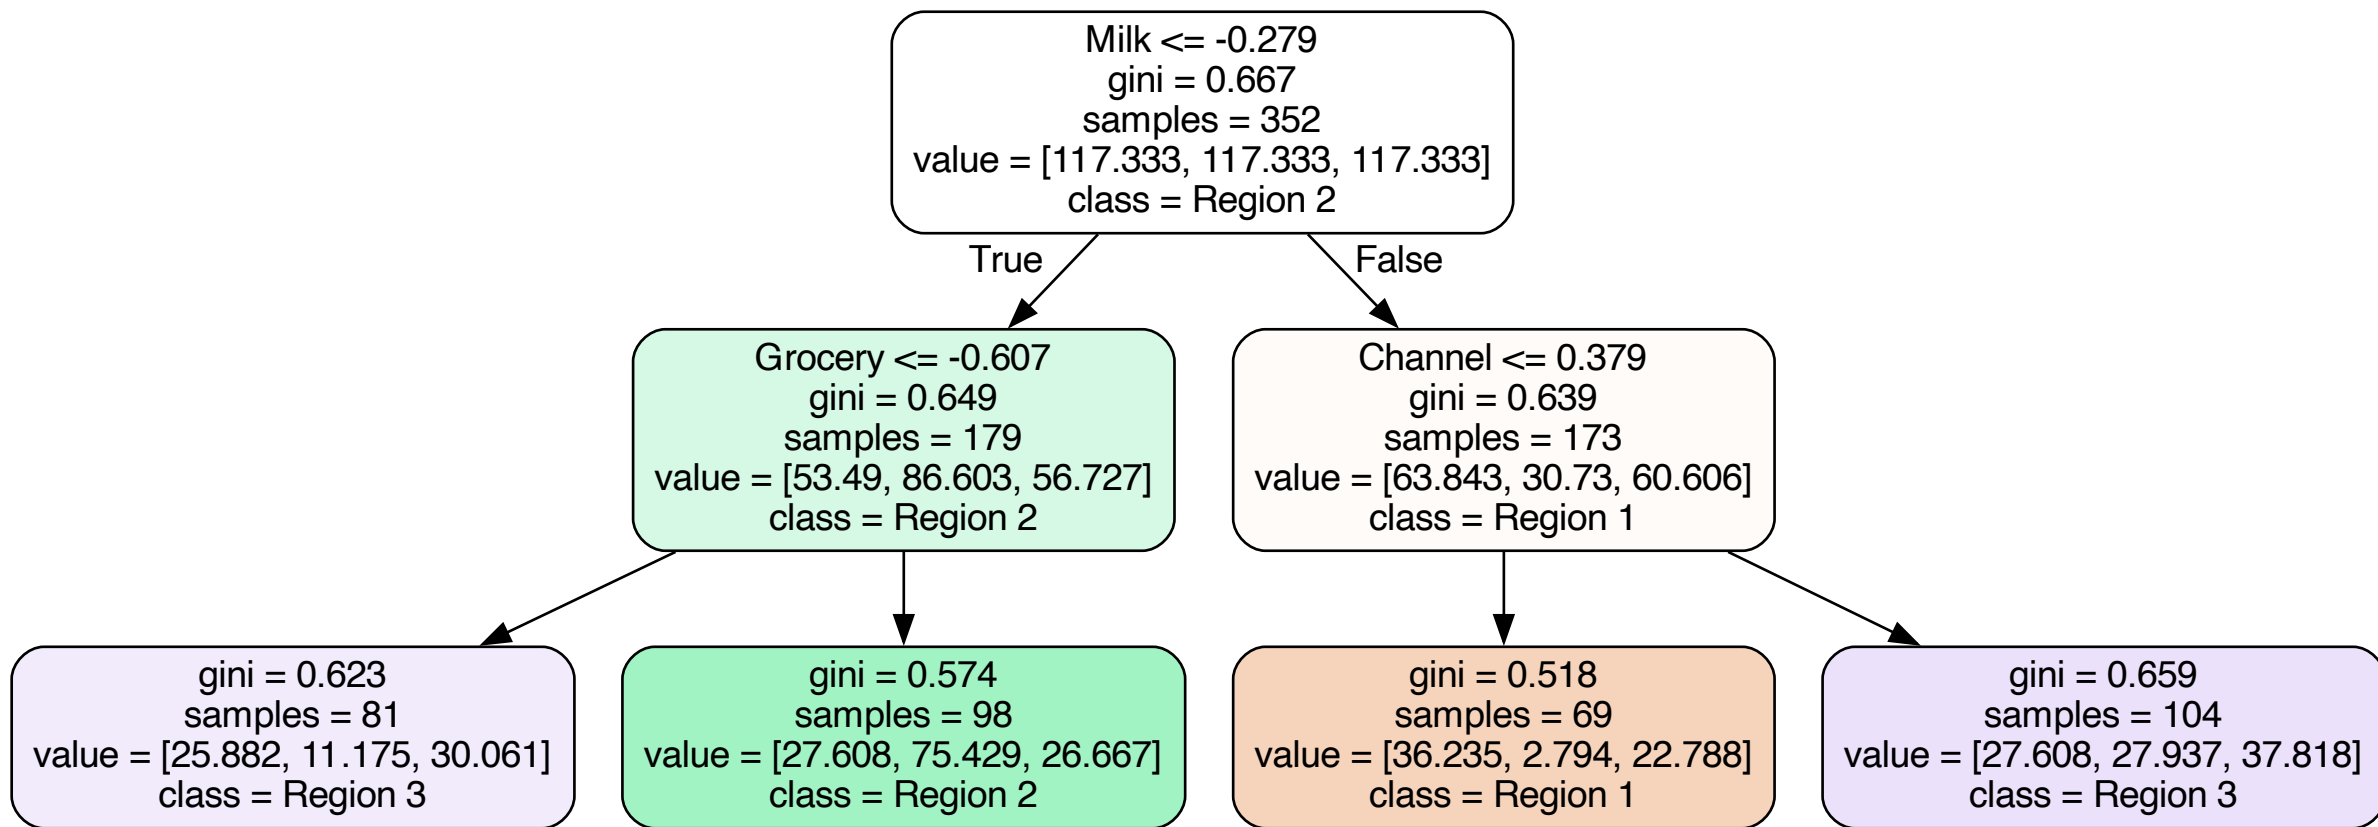 Milk <= -0.279
gini = 0.667
samples = 352
value = [117.333, 117.333, 117.333]
class = Region 2
True
False
Grocery <= -0.607
gini = 0.649
samples = 179
value = [53.49, 86.603, 56.727]
class = Region 2
Channel <= 0.379
gini = 0.639
samples = 173
value = [63.843, 30.73, 60.606]
class = Region 1
gini = 0.623
samples = 81
value = [25.882, 11.175, 30.061]
class = Region 3
gini = 0.574
samples = 98
value = [27.608, 75.429, 26.667]
class = Region 2
gini = 0.518
samples = 69
value = [36.235, 2.794, 22.788]
class = Region 1
gini = 0.659
samples = 104
value = [27.608, 27.937, 37.818]
class = Region 3